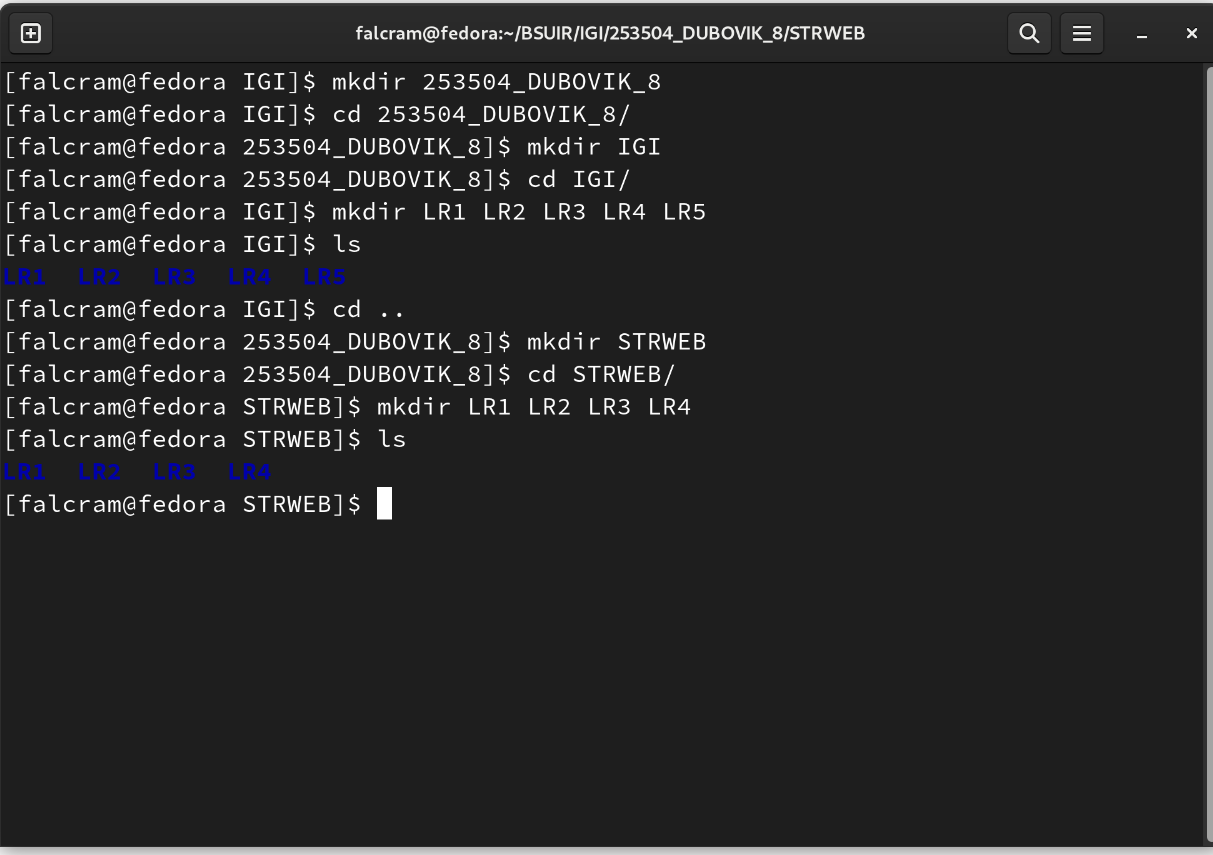 falcram@fedora:~/BSUIR/IGI/253504_DUBOVIK_8/STRWEB
[falcram@fedora IGI]$ mkdir 253504_DUBOVIK_8
[falcram@fedora IGI]$ cd 253504_DUBOVIK_8/
[falcram@fedora 253504_DUBOVIK_8]$ mkdir IGI
[falcram@fedora 253504_DUBOVIK_8]$ cd IGI/
[falcram@fedora IGI]$ mkdir LR1 LR2 LR3 LR4 LR5
[falcram@fedora IGI]$ ls
LR1  LR2  LR3  LR4  LR5
[falcram@fedora IGI]$ cd ..
[falcram@fedora 253504_DUBOVIK_8]$ mkdir STRWEB
[falcram@fedora 253504_DUBOVIK_8]$ cd STRWEB/
[falcram@fedora STRWEB]$ mkdir LR1 LR2 LR3 LR4
[falcram@fedora STRWEB]$ ls
LR1  LR2  LR3  LR4
[falcram@fedora STRWEB]$